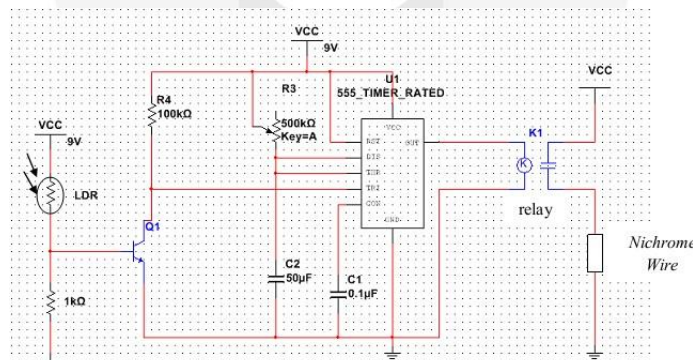 VCC
9V
VCC
9V
LDR
1kΩ
R4
100kΩ
Q1
R3
500kΩ
Key=A
C2
50µF
C1
0.1µF
U1
555_TIMER_RATED
VCC
RST
OUT
DIS
THR
TRI
CON
GND
K1
K
relay
VCC
Nichrome
Wire